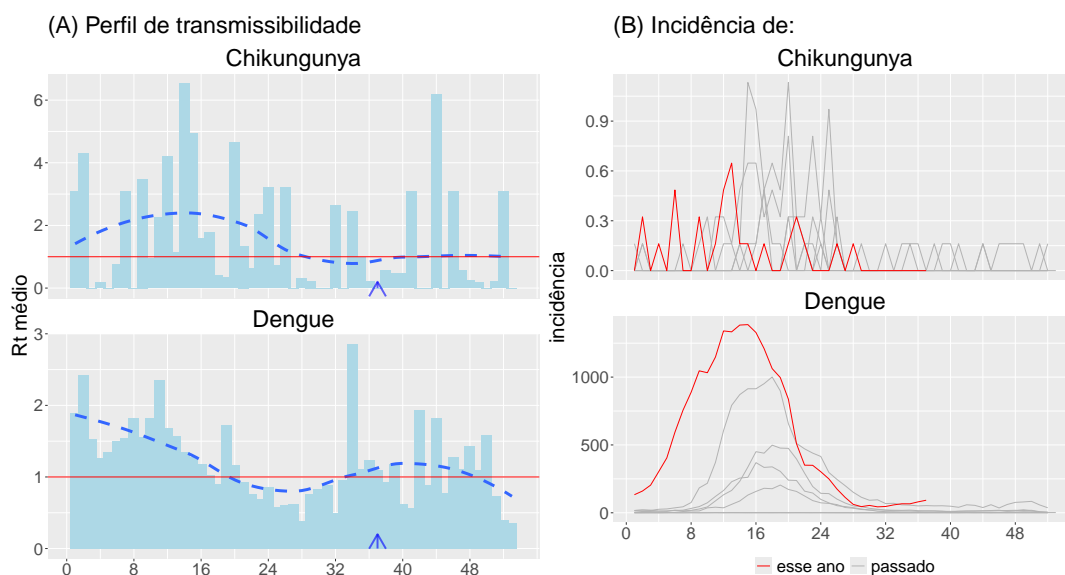 (A) Perfil de transmissibilidade
Chikungunya
6
4
2
0
Dengue
3
2
1
0
0 8 16 24 32 40 48
Rt médio
(B) Incidência de:
Chikungunya
0.9
0.6
0.3
0.0
Dengue
1000
500
0
0 8 16 24 32 40 48
incidência
esse ano passado